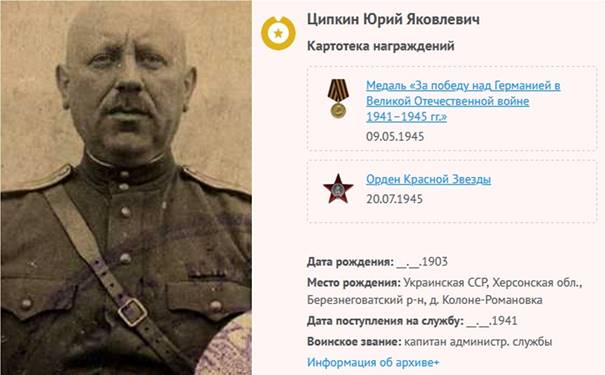 Ципкин Юрий Яковлевич
Картотека награждений
Медаль «За победу над Германией в
Великой Отечественной войне
1941–1945 гг.»
09.05.1945
Орден Красной Звезды
20.07.1945
Дата рождения: __.__.1903
Место рождения: Украинская ССР, Херсонская обл.,
Березнеговатский р-н, д. Колоне-Романовка
Дата поступления на службу: __.__.1941
Воинское звание: капитан администр. службы
Информация об архиве+